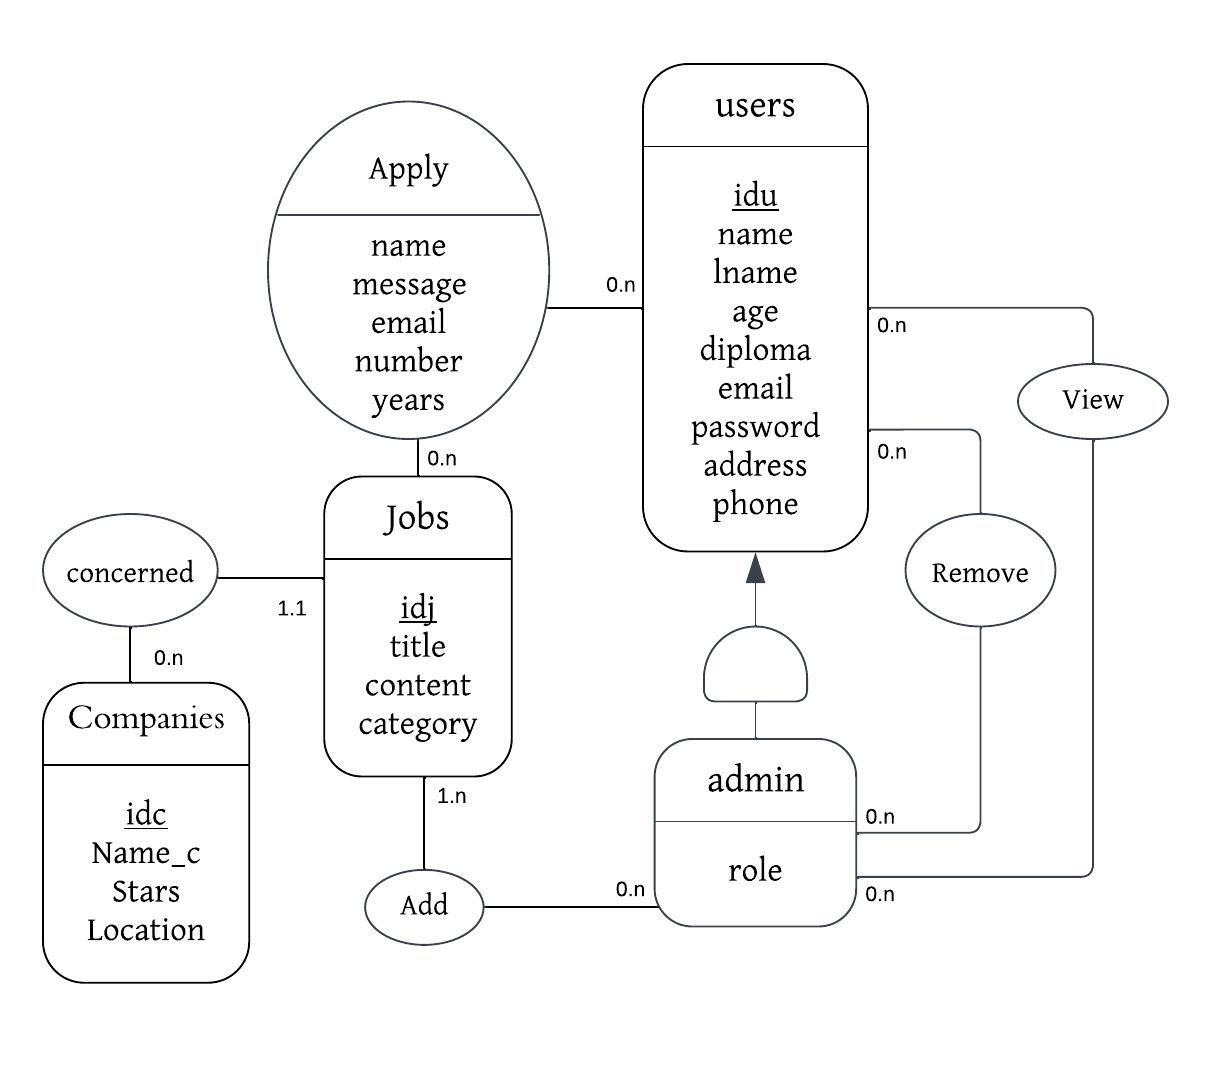 users
idu
name
lname
age
diploma
email
password
address
phone
Apply
name
message
email
number
years
0.n
0.n
View
0.n
0.n
Remove
0.n
Jobs
idj
title
content
category
concerned
1.1
0.n
Companies
idc
Name_c
Stars
Location
1.n
Add
0.n
admin
role
0.n
0.n